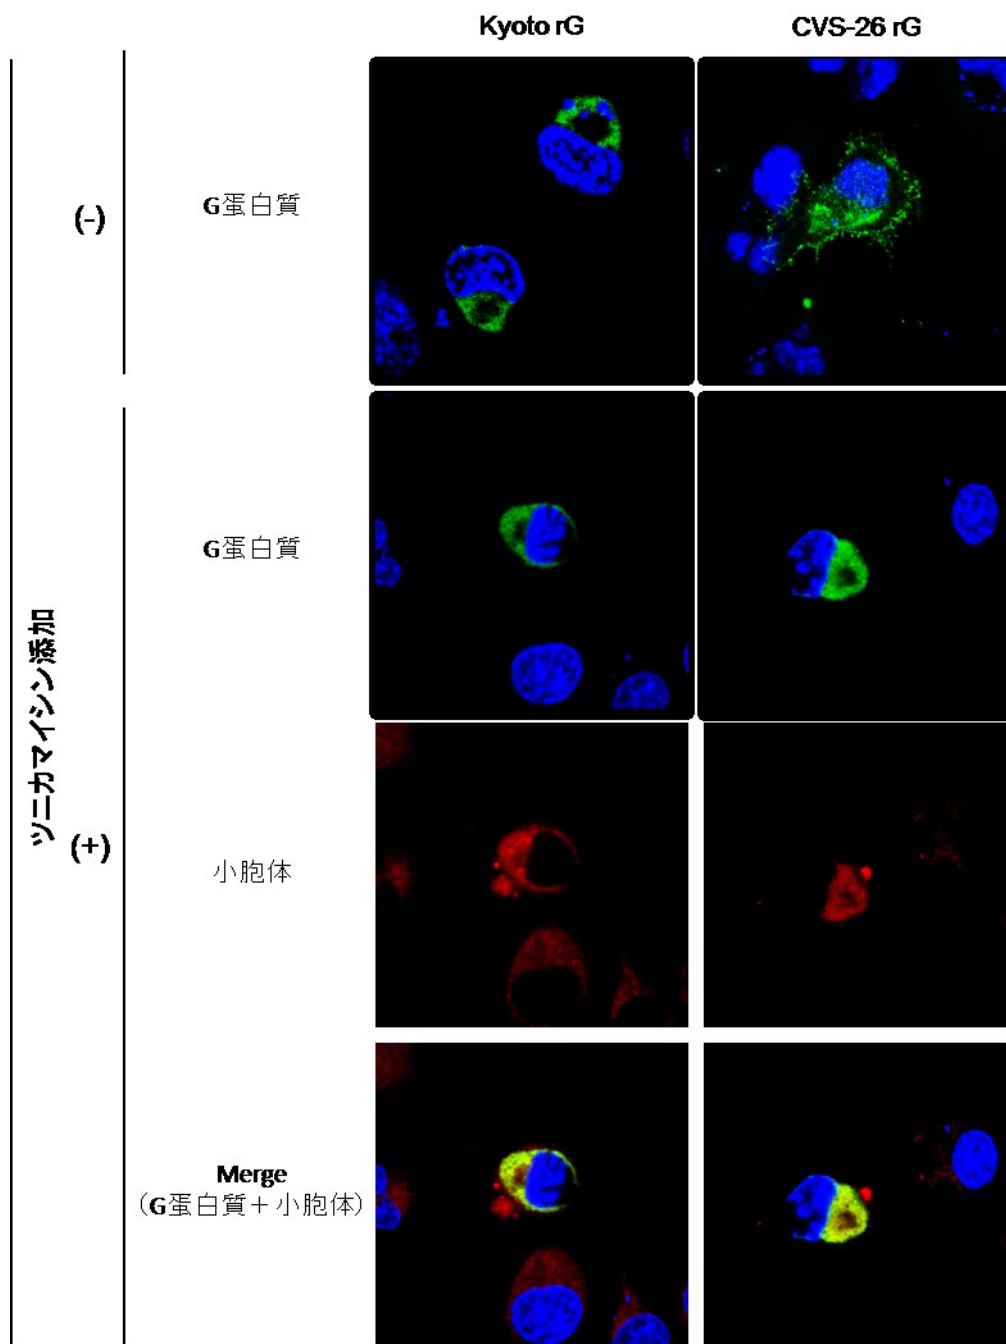 Kyoto rG
CVS-26 rG
ツニカマイシン添加
(-)
G蛋白質
(+)
G蛋白質
小胞体
Merge
（G蛋白質＋小胞体）